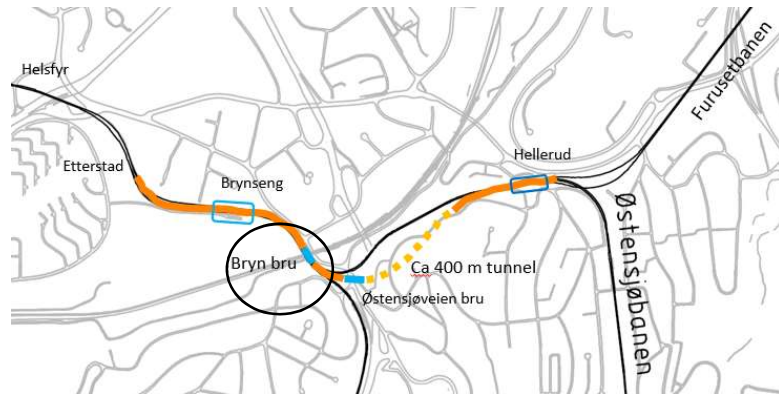 Helsfyr
Etterstad
Brynseng
Hellerud
Furusetbanen
Bryn bru
Ca 400 m tunnel
Østensjøveien bru
Østensjøbanen